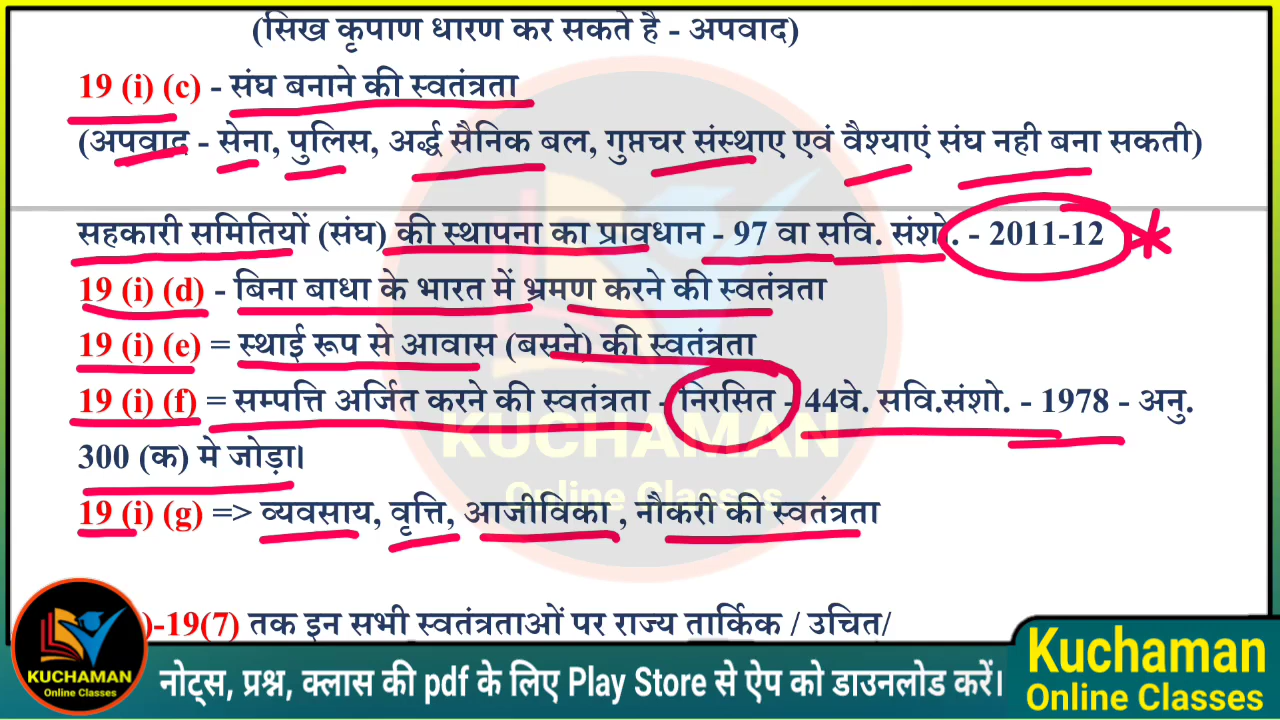 (सिख कृपाण धारण कर सकते है - अपवाद)
19 (i) (c) - संघ बनाने की स्वतंत्रता
(अपवाद - सेना, पुलिस, अर्द्ध सैनिक बल, गुप्तचर संस्थाए एवं वैश्याएं संघ नही बना सकती)
सहकारी समितियों (संघ) की स्थापना का प्रावधान - 97 वा सवि. संशो. - 2011-12
19 (i) (d) - बिना बाधा के भारत में भ्रमण करने की स्वतंत्रता
19 (i) (e) = स्थाई रूप से आवास (बसने) की स्वतंत्रता
19 (i) (f) = सम्पत्ति अर्जित करने की स्वतंत्रता - निरसित - 44वे. सवि.संशो. - 1978 - अनु.
300 (क) मे जोड़ा।
KUCHAMAN
Online Classes
19 (i) (g) => व्यवसाय, वृत्ति, आजीविका , नौकरी की स्वतंत्रता
)-19(7) तक इन सभी स्वतंत्रताओं पर राज्य तार्किक / उचित/
KUCHAMAN
Online Classes
नोट्स, प्रश्न, क्लास की pdf के लिए Play Store से ऐप को डाउनलोड करें।
Kuchaman
Online Classes